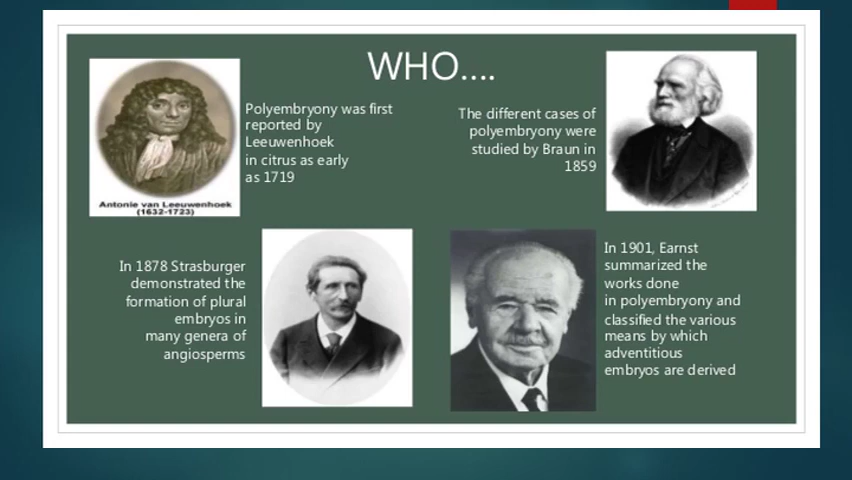 WHO....
Polyembryony was first
reported by
Leeuwenhoek
in citrus as early
as 1719
Antonie van Leeuwenhoek
(1632-1723)
The different cases of
polyembryony were
studied by Braun in
1859
In 1878 Strasburger
demonstrated the
formation of plural
embryos in
many genera of
angiosperms
In 1901, Earnst
summarized the
works done
in polyembryony and
classified the various
means by which
adventitious
embryos are derived